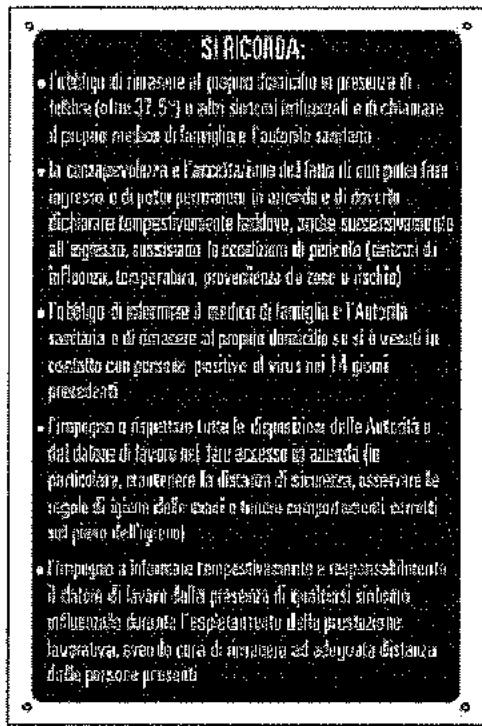 SI RICORDA:
• l'obbligo di rimanere al proprio domicilio in presenza di
febbre (oltre 37,5°) o altri sintomi influenzali e di chiamare
il proprio medico di famiglia e l'autorità sanitaria
• la consapevolezza e l'accettazione del fatto di non poter fare
ingresso o di poter permanere in azienda e di doverlo
dichiarare tempestivamente laddove, anche successivamente
all'ingresso, sussistano le condizioni di pericolo (sintomi di
influenza, temperatura, provenienza da zone a rischio)
• l'obbligo di informare il medico di famiglia e l'Autorità
sanitaria e di rimanere al proprio domicilio se si è venuti in
contatto con persone positive al virus nei 14 giorni
precedenti
• l'impegno a rispettare tutte le disposizioni delle Autorità e
del datore di lavoro nel fare accesso in azienda (in
particolare, mantenere la distanza di sicurezza, osservare le
regole di igiene delle mani e tenere comportamenti corretti
sul piano dell'igiene)
• l'impegno a informare tempestivamente e responsabilmente
il datore di lavoro della presenza di qualsiasi sintomo
influenzale durante l'espletamento della prestazione
lavorativa, avendo cura di rimanere ad adeguata distanza
dalle persone presenti